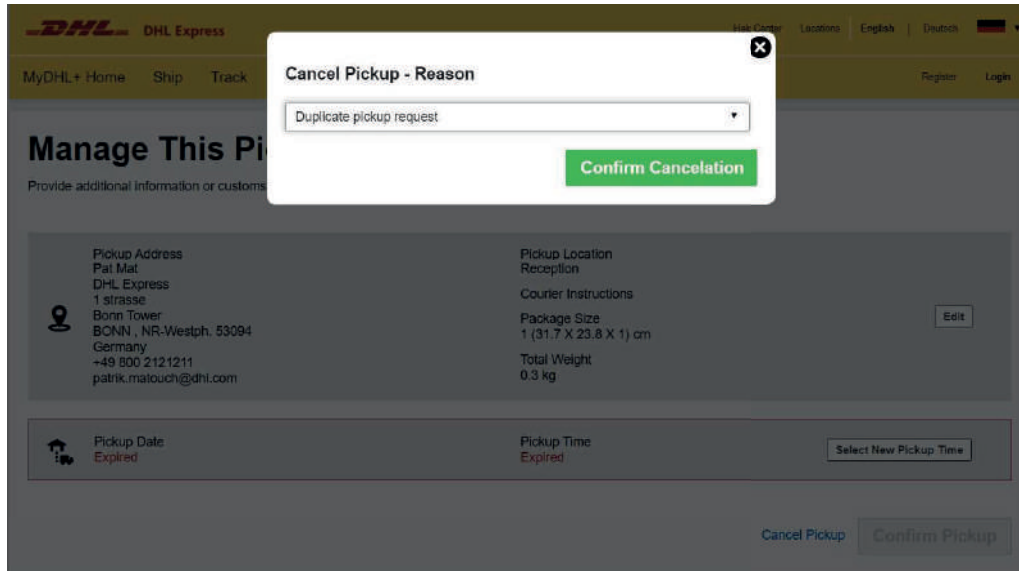 DHL DHL Express
Help Center Locations English | Deutsch
MyDHL+ Home Ship Track
Register Login
Cancel Pickup - Reason
Duplicate pickup request
Confirm Cancelation
Manage This Pi
Provide additional information or customs
Pickup Address
Pat Mat
DHL Express
1 strasse
Bonn Tower
BONN , NR-Westph. 53094
Germany
+49 800 2121211
patrik.matouch@dhl.com
Pickup Location
Reception
Courier Instructions
Package Size
1 (31.7 X 23.8 X 1) cm
Total Weight
0.3 kg
Edit
Pickup Date
Expired
Pickup Time
Expired
Select New Pickup Time
Cancel Pickup
Confirm Pickup